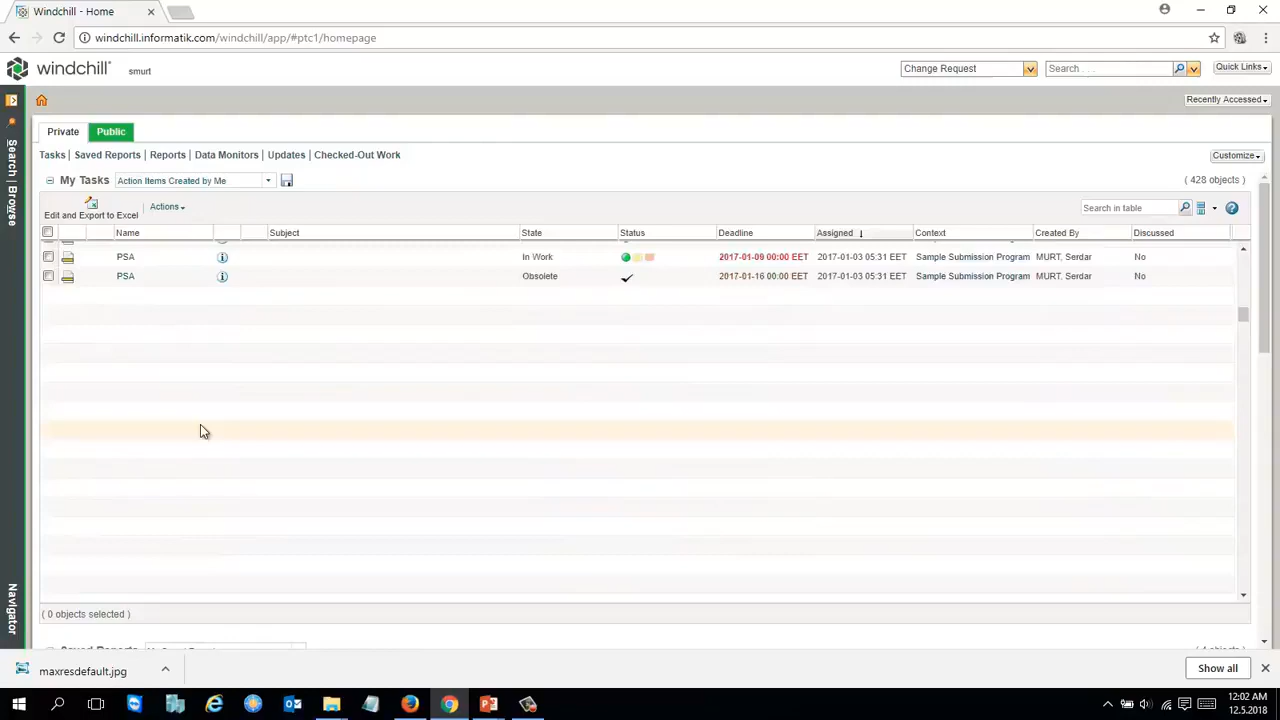 Windchill - Home
windchill.informatik.com/windchill/app/#ptc1/homepage
windchill smurt
Change Request
Search . . .
Quick Links
Recently Accessed
Private Public
Tasks | Saved Reports | Reports | Data Monitors | Updates | Checked-Out Work
Customize
My Tasks
Action Items Created by Me
( 428 objects )
Edit and Export to Excel
Actions
Search in table
Name Subject State Status Deadline Assigned Context Created By Discussed
PSA In Work 2017-01-09 00:00 EET 2017-01-03 05:31 EET Sample Submission Program MURT, Serdar No
PSA Obsolete 2017-01-16 00:00 EET 2017-01-03 05:31 EET Sample Submission Program MURT, Serdar No
( 0 objects selected )
Search | Browse
Navigator
maxresdefault.jpg
Show all
12:02 AM
12.5.2018